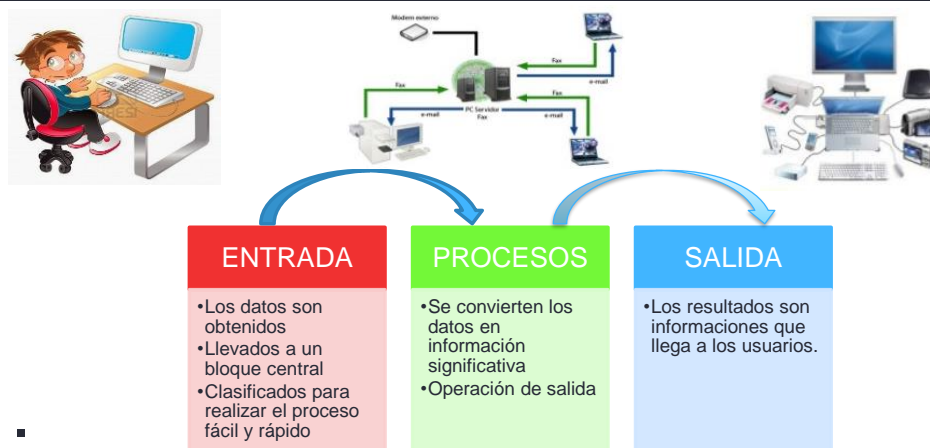 Modem externo
Fax
e-mail
Fax
Fax
PC Servidor
Fax
e-mail
e-mail
ENTRADA
•Los datos son
obtenidos
•Llevados a un
bloque central
•Clasificados para
realizar el proceso
fácil y rápido
PROCESOS
•Se convierten los
datos en
información
significativa
•Operación de salida
SALIDA
•Los resultados son
informaciones que
llega a los usuarios.